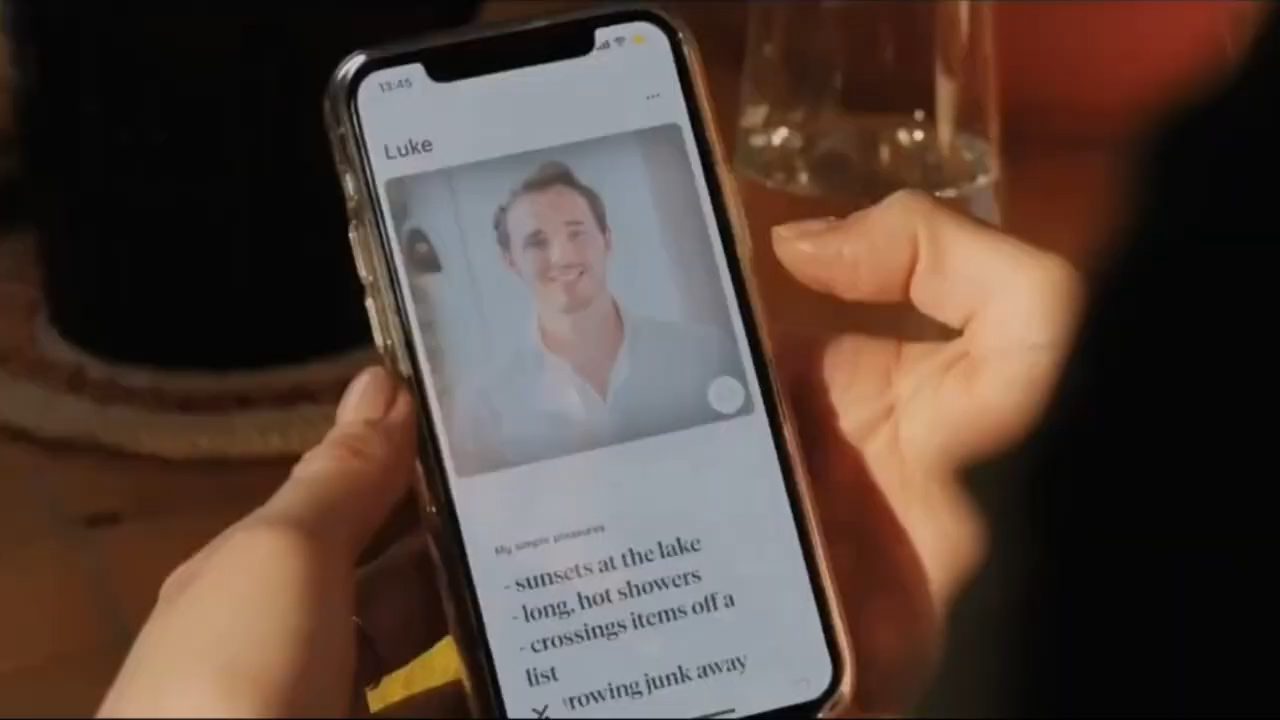 13:45
...
Luke
My simple pleasures
- sunsets at the lake
- long, hot showers
- crossings items off a
list
rowing junk away